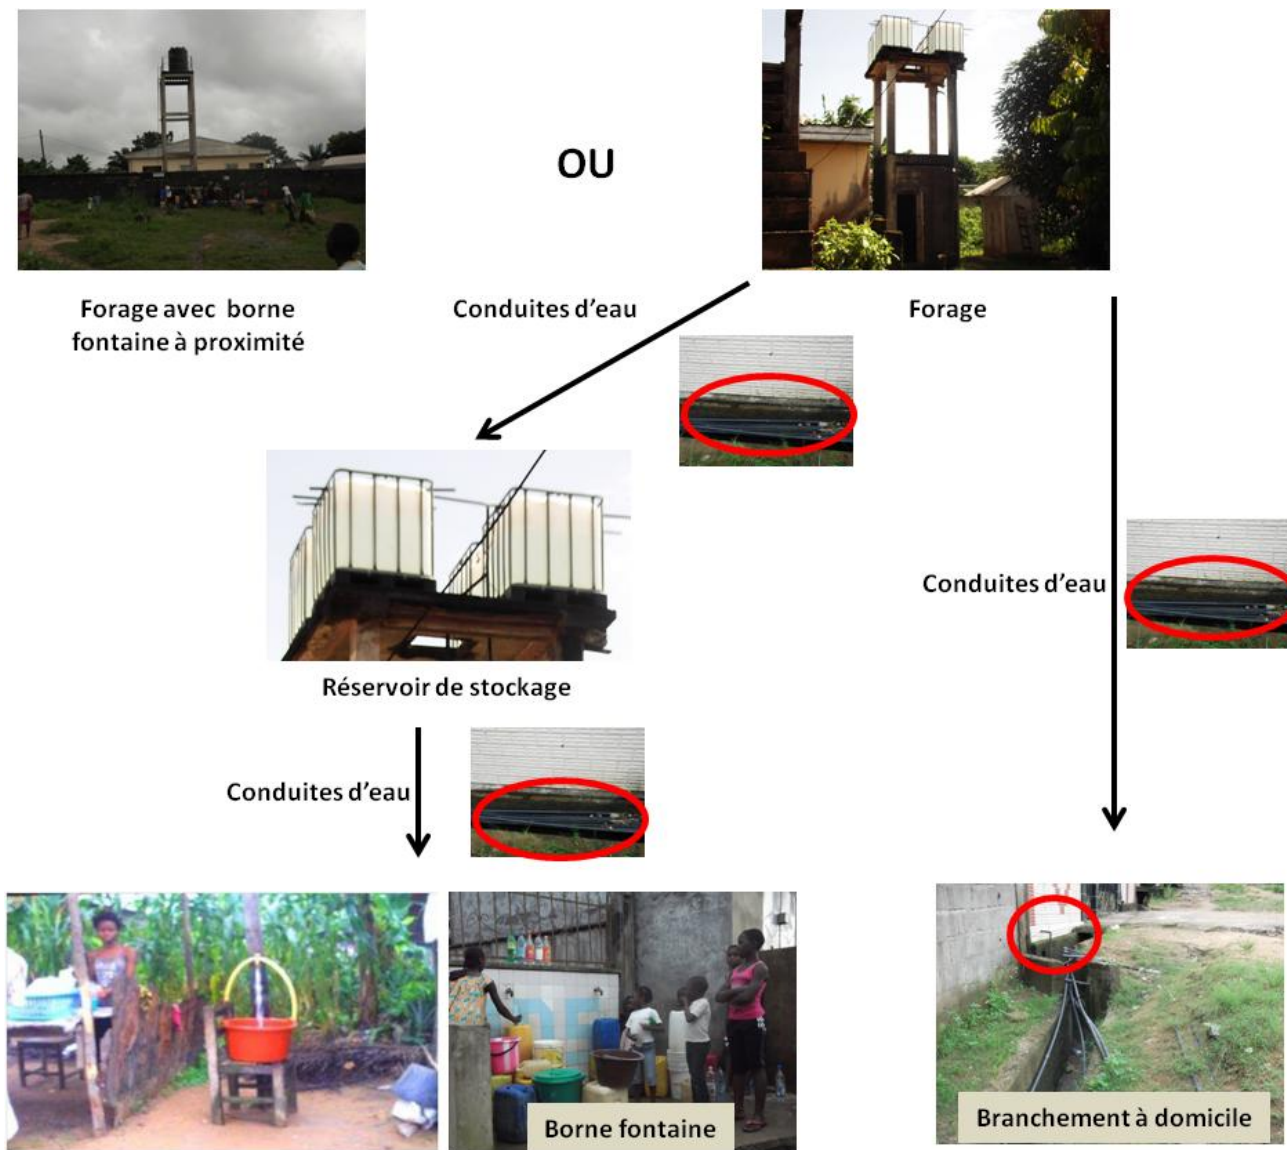 OU
Forage avec borne
fontaine à proximité
Conduites d'eau
Forage
Conduites d'eau
Réservoir de stockage
Conduites d'eau
Borne fontaine
Branchement à domicile